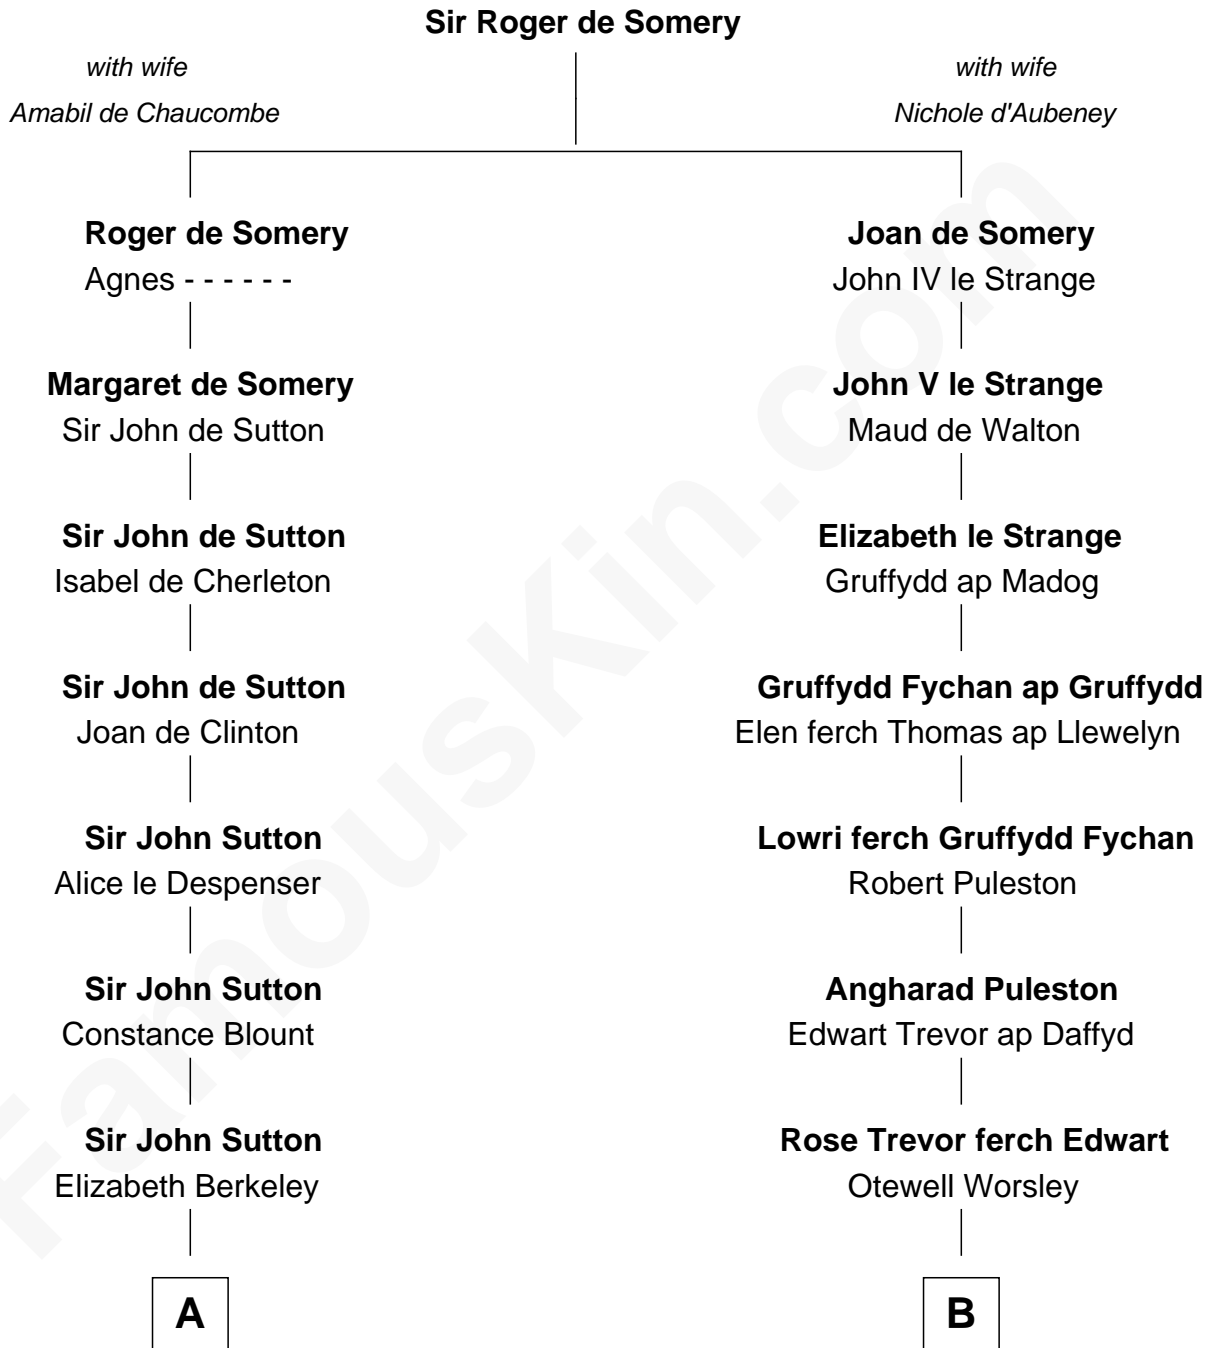 Sir Roger de Somery
with wife
Amabil de Chaucombe
with wife
Nichole d'Aubeney
Roger de Somery
Agnes - - - - - -
Joan de Somery
John IV le Strange
Margaret de Somery
Sir John de Sutton
John V le Strange
Maud de Walton
Sir John de Sutton
Isabel de Cherleton
Elizabeth le Strange
Gruffydd ap Madog
Sir John de Sutton
Joan de Clinton
Gruffydd Fychan ap Gruffydd
Elen ferch Thomas ap Llewelyn
Sir John Sutton
Alice le Despenser
Lowri ferch Gruffydd Fychan
Robert Puleston
Sir John Sutton
Constance Blount
Angharad Puleston
Edwart Trevor ap Daffyd
Sir John Sutton
Elizabeth Berkeley
Rose Trevor ferch Edwart
Otewell Worsley
A
B
FamousKin.com